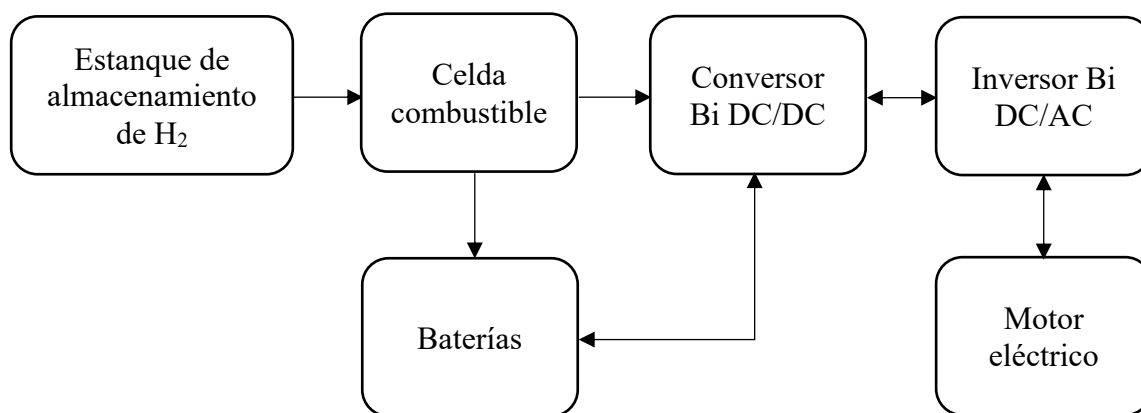 Estanque de
almacenamiento
de H₂
Celda
combustible
Conversor
Bi DC/DC
Inversor Bi
DC/AC
Baterías
Motor
eléctrico